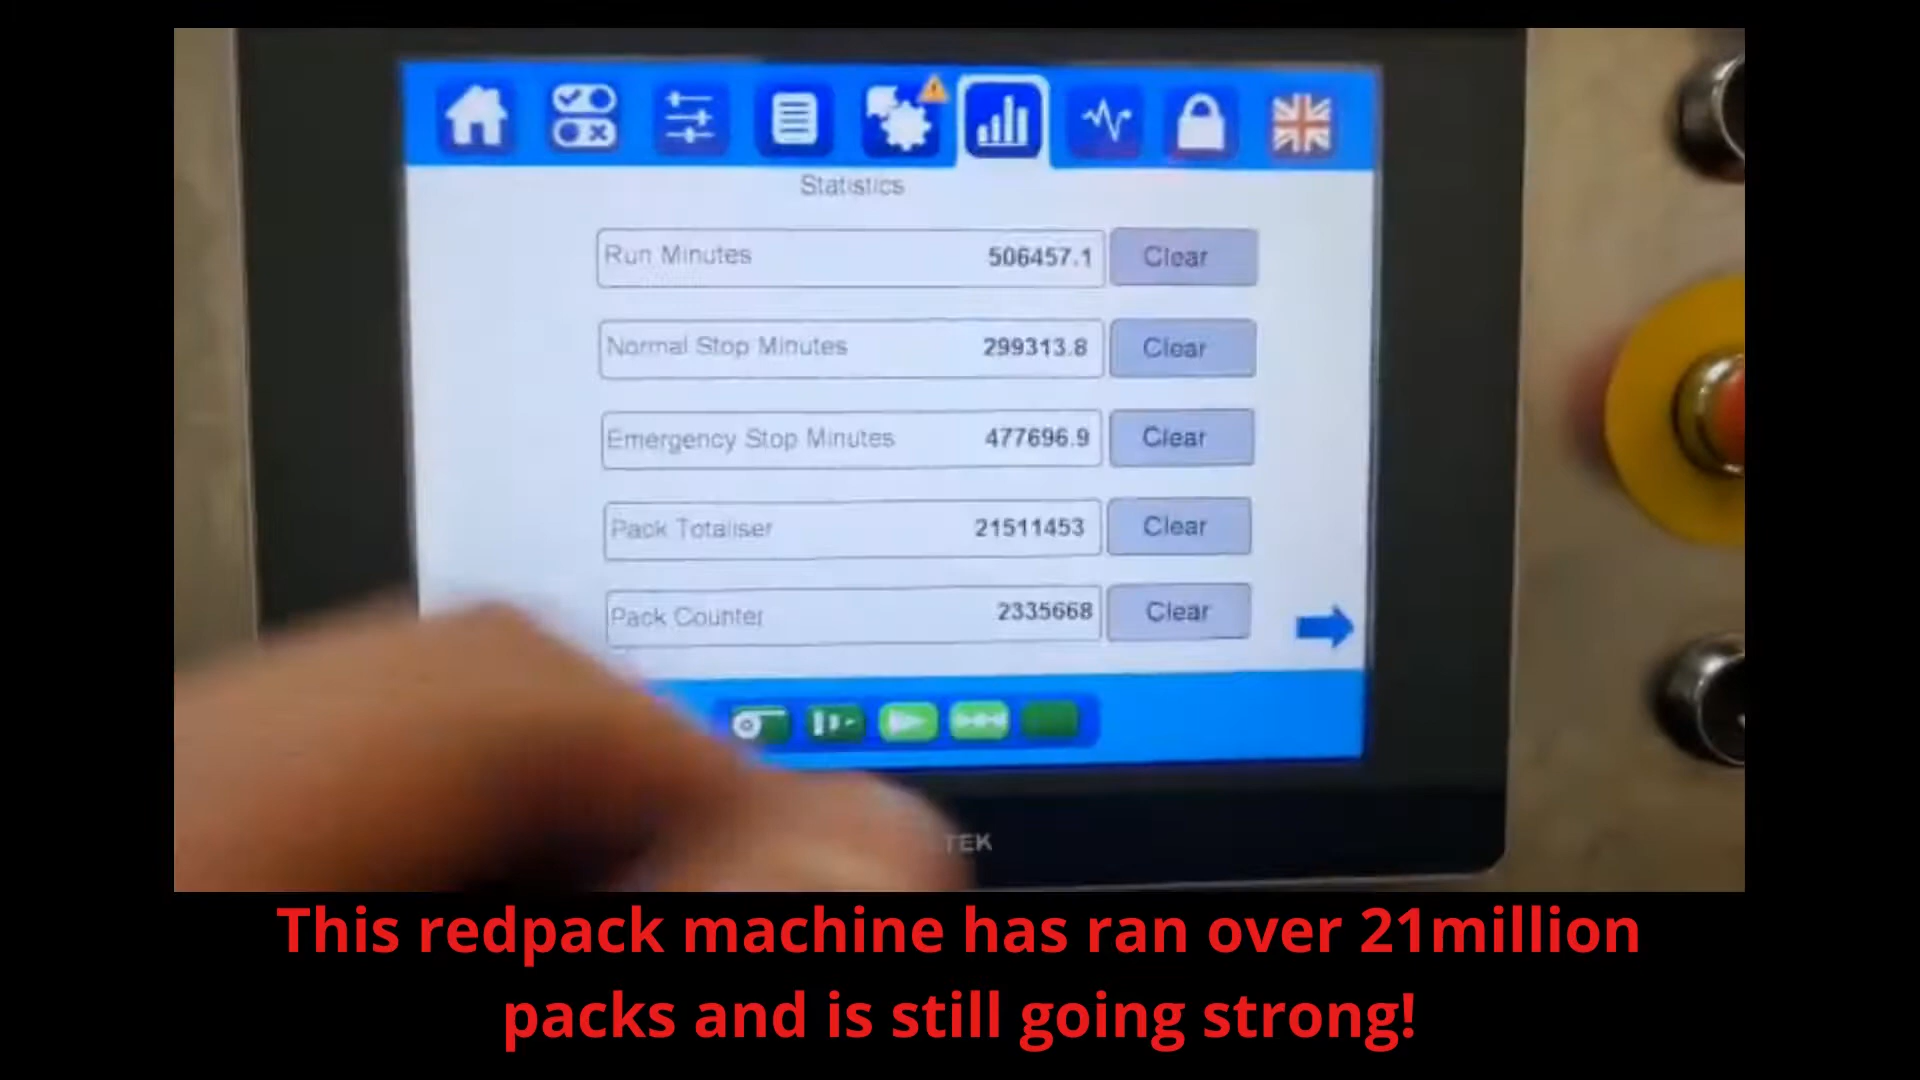 Statistics
Run Minutes 506457.1 Clear
Normal Stop Minutes 299313.8 Clear
Emergency Stop Minutes 477696.9 Clear
Pack Totaliser 21511453 Clear
Pack Counter 2335668 Clear
TEK
This redpack machine has ran over 21million
packs and is still going strong!